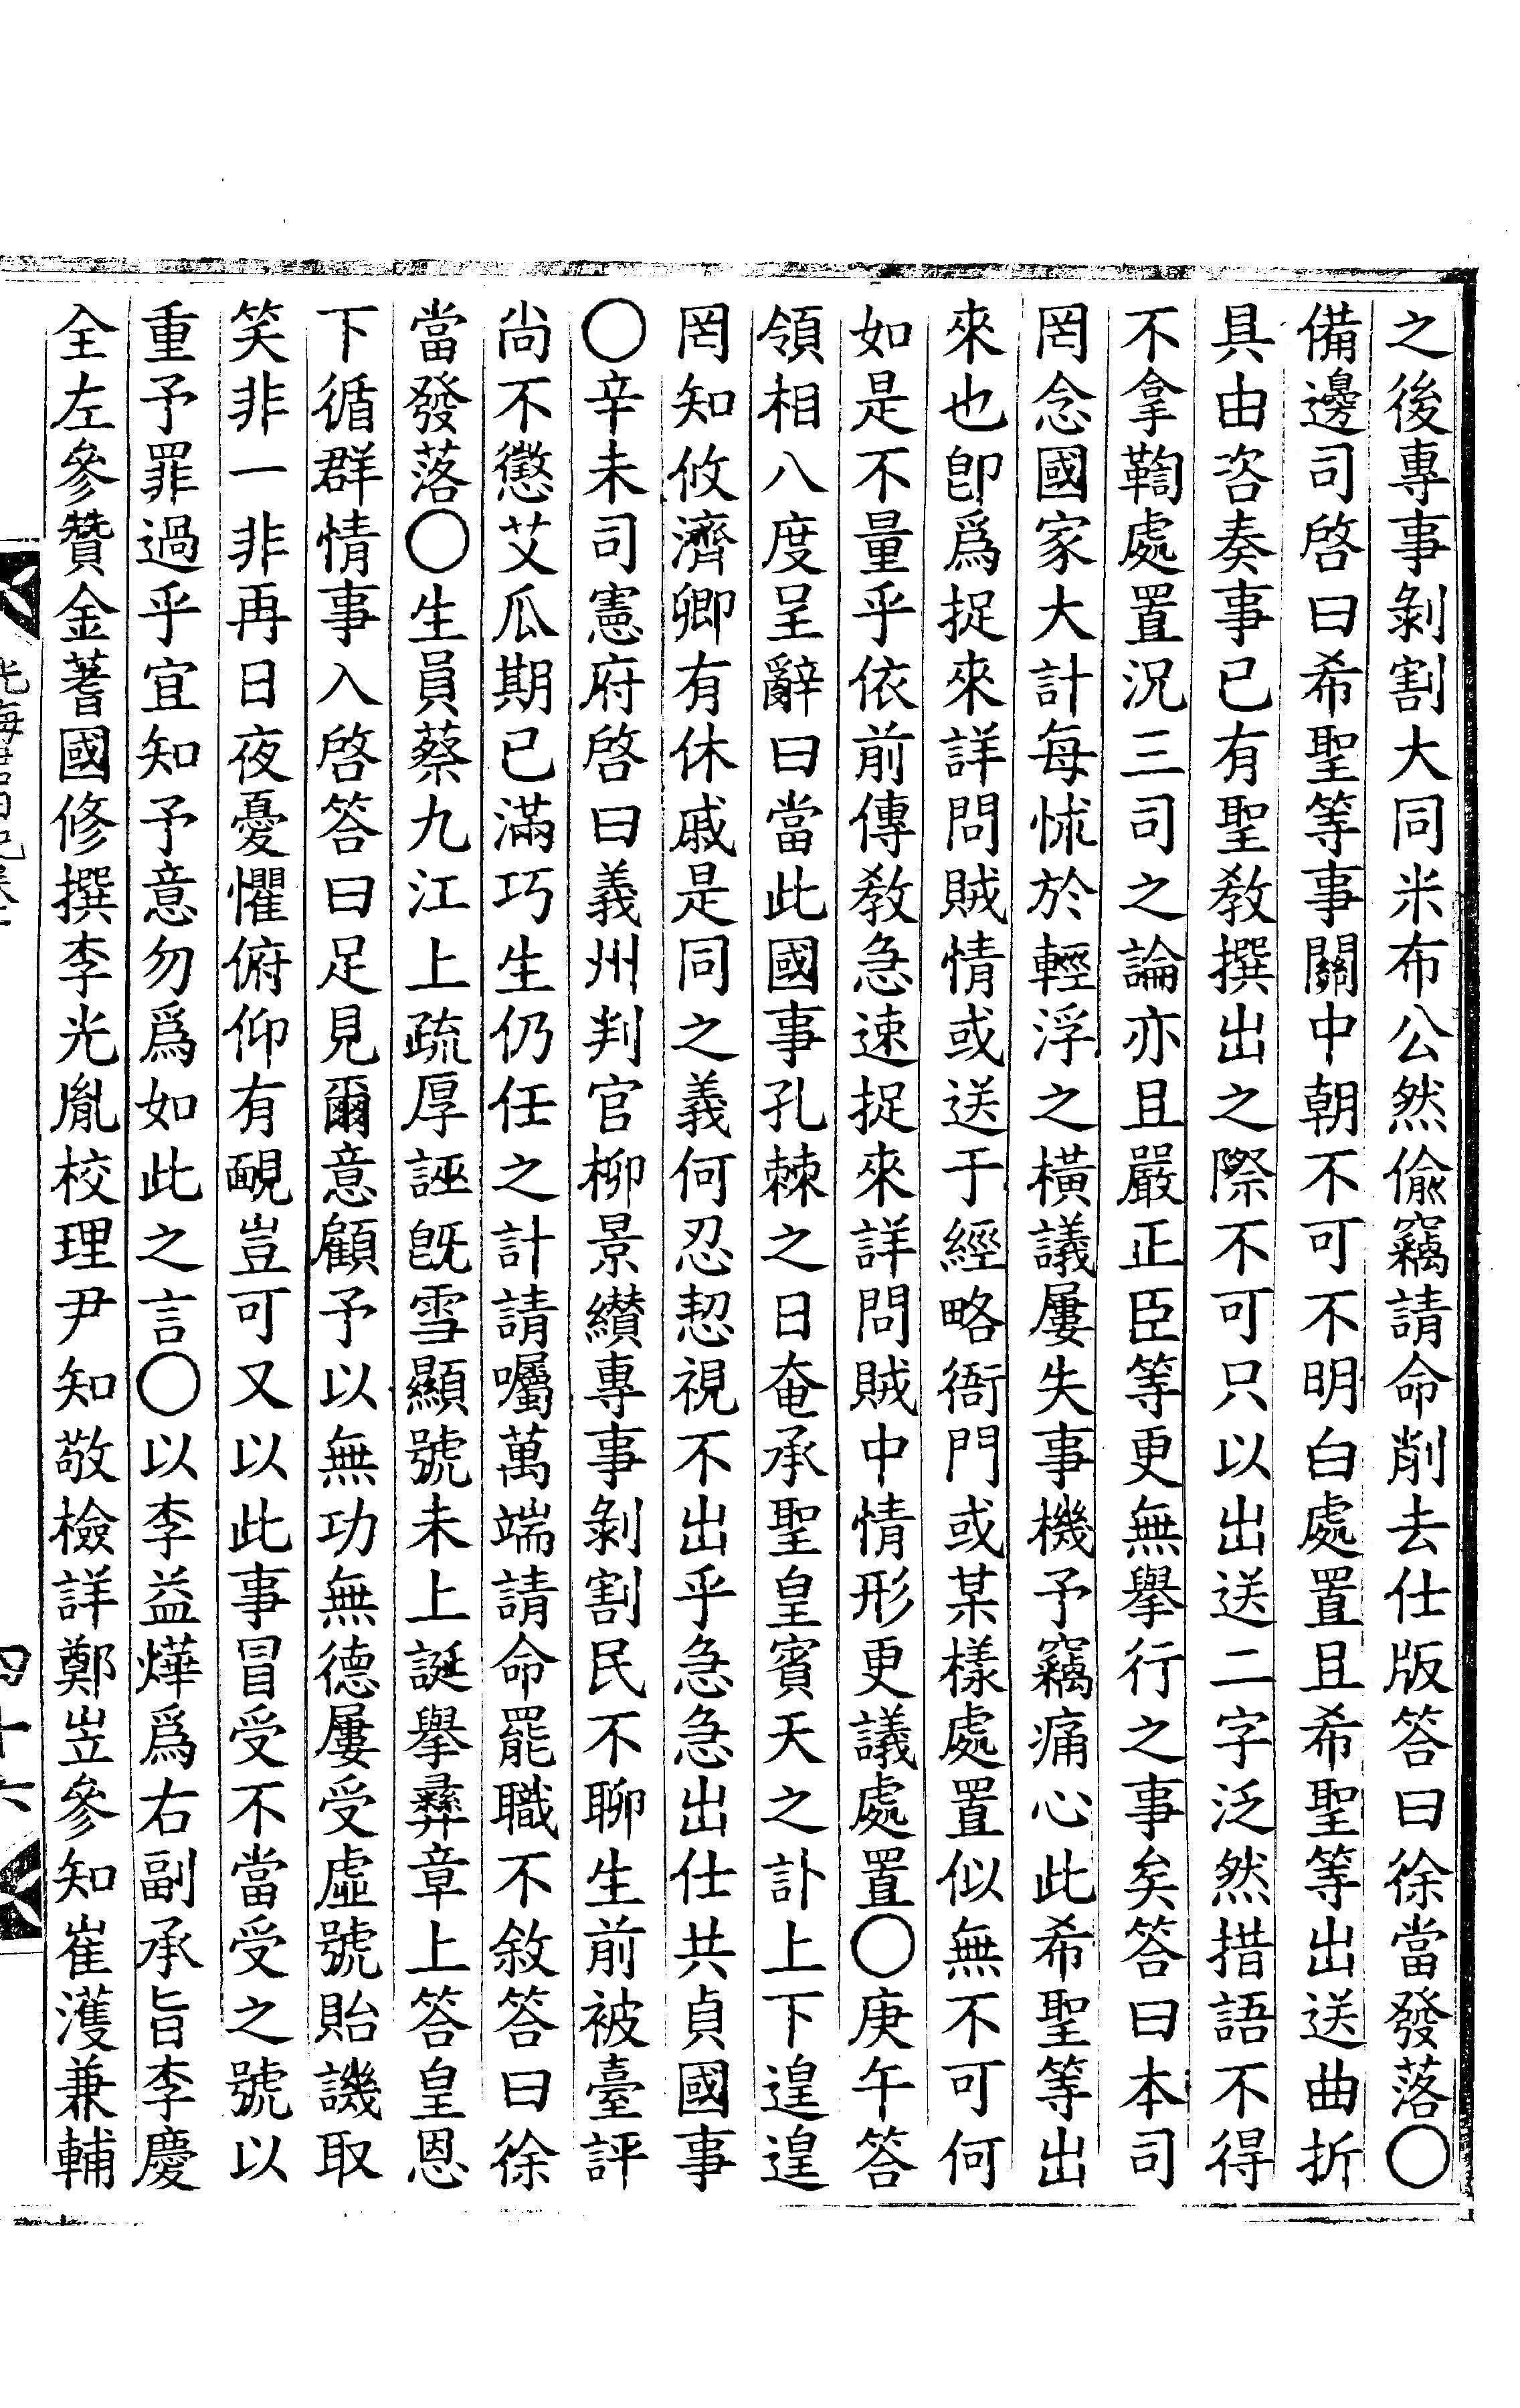 之後專事剝割大同米布公然偸竊請命削去仕版答曰徐當發落○
備邊司啓曰希聖等事關中朝不可不明白處置且希聖等出送曲折
具由咨奏事已有聖敎撰出之際不可只以出送二字泛然措語不得
不拿鞫處置況三司之論亦且嚴正臣等更無擧行之事矣答曰本司
罔念國家大計每怵於輕浮之橫議屢失事機予竊痛心此希聖等出
來也卽爲捉來詳問賊情或送于經略衙門或某樣處置似無不可何
如是不量乎依前傳敎急速捉來詳問賊中情形更議處置○庚午答
領相八度呈辭曰當此國事孔棘之日奄承聖皇賓天之訃上下遑遑
罔知攸濟卿有休戚是同之義何忍恝視不出乎急急出仕共貞國事
○辛未司憲府啓曰義州判官柳景纘專事剝割民不聊生前被臺評
尙不懲艾瓜期已滿巧生仍任之計請囑萬端請命罷職不敘答曰徐
當發落○生員蔡九江上疏厚誣旣雪顯號未上誕擧彝章上答皇恩
下循群情事入啓答曰足見爾意顧予以無功無德屢受虛號貽譏取
笑非一非再日夜憂懼俯仰有靦豈可又以此事冒受不當受之號以
重予罪過乎宜知予意勿爲如此之言○以李益燁爲右副承旨李慶
全左參贊金蓍國修撰李光胤校理尹知敬檢詳鄭岦參知崔濩兼輔
四十六